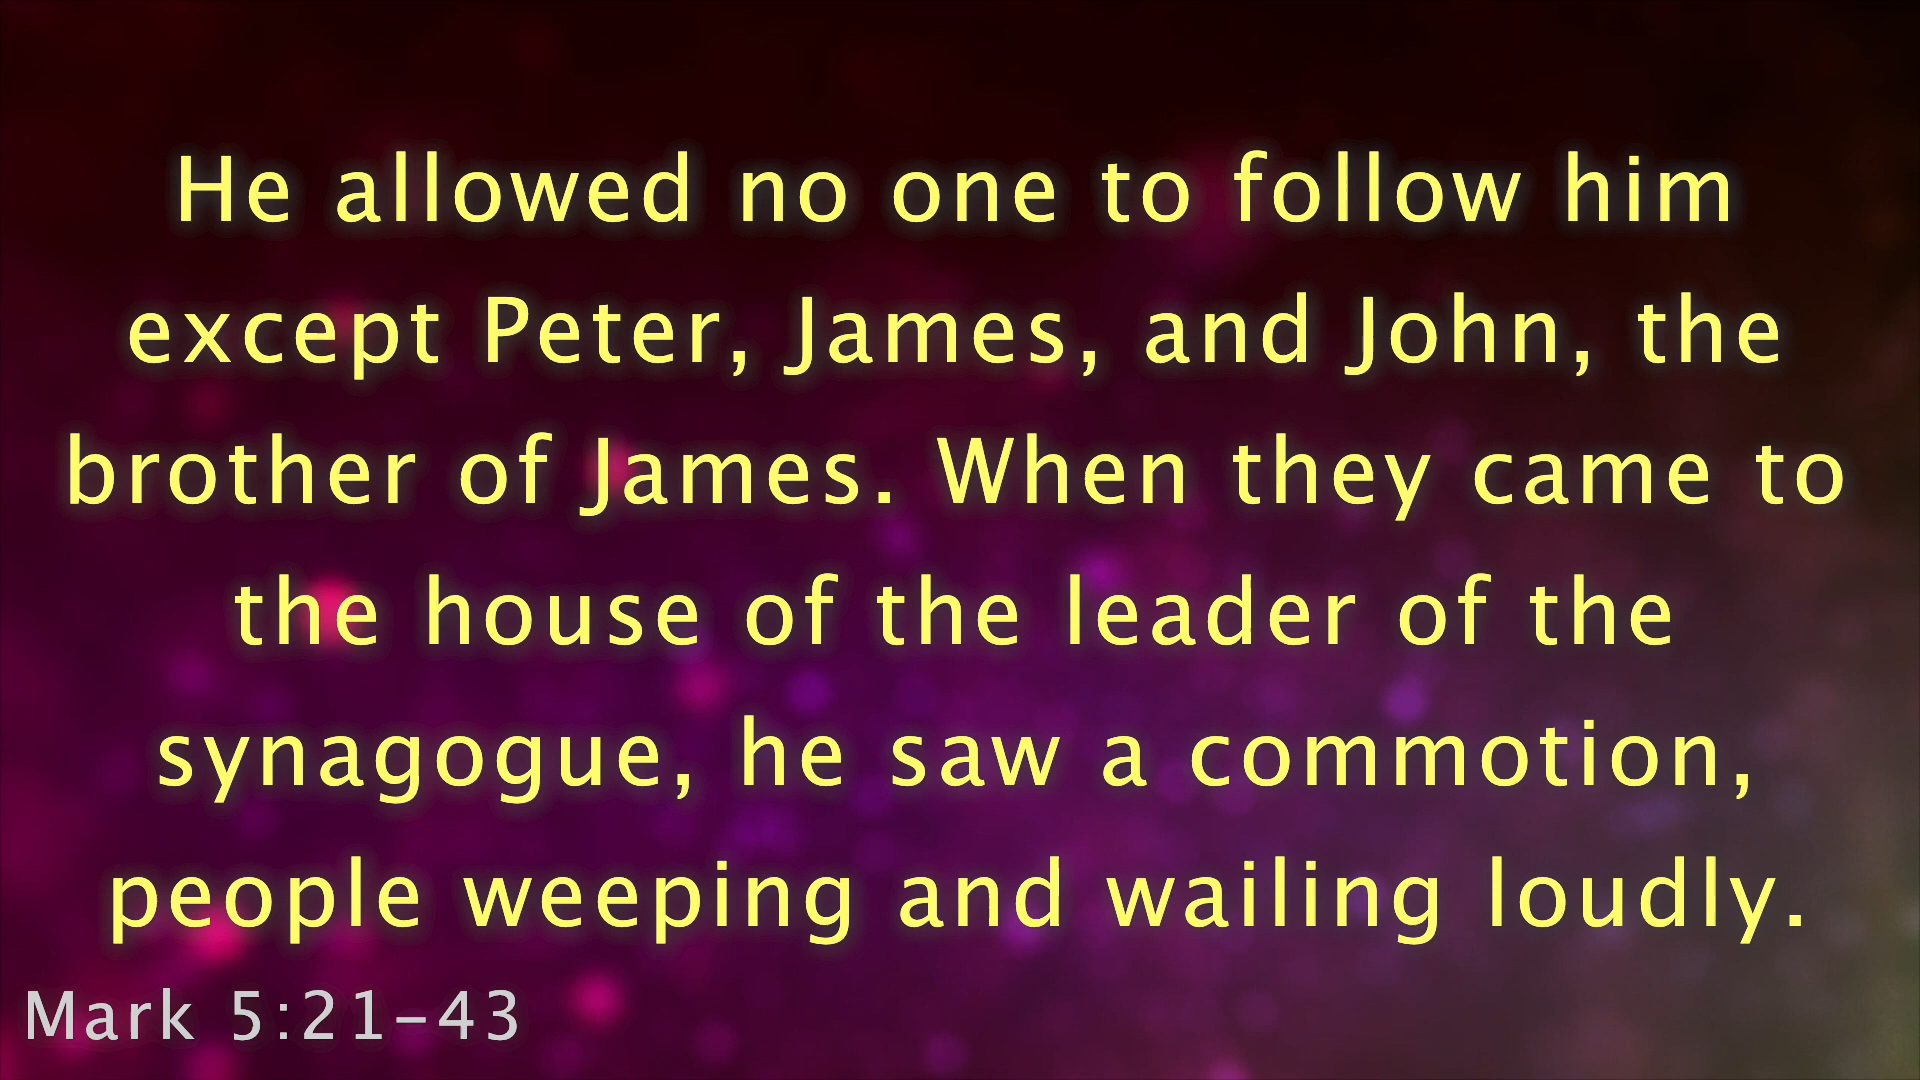 He allowed no one to follow him
except Peter, James, and John, the
brother of James. When they came to
the house of the leader of the
synagogue, he saw a commotion,
people weeping and wailing loudly.
Mark 5:21-43